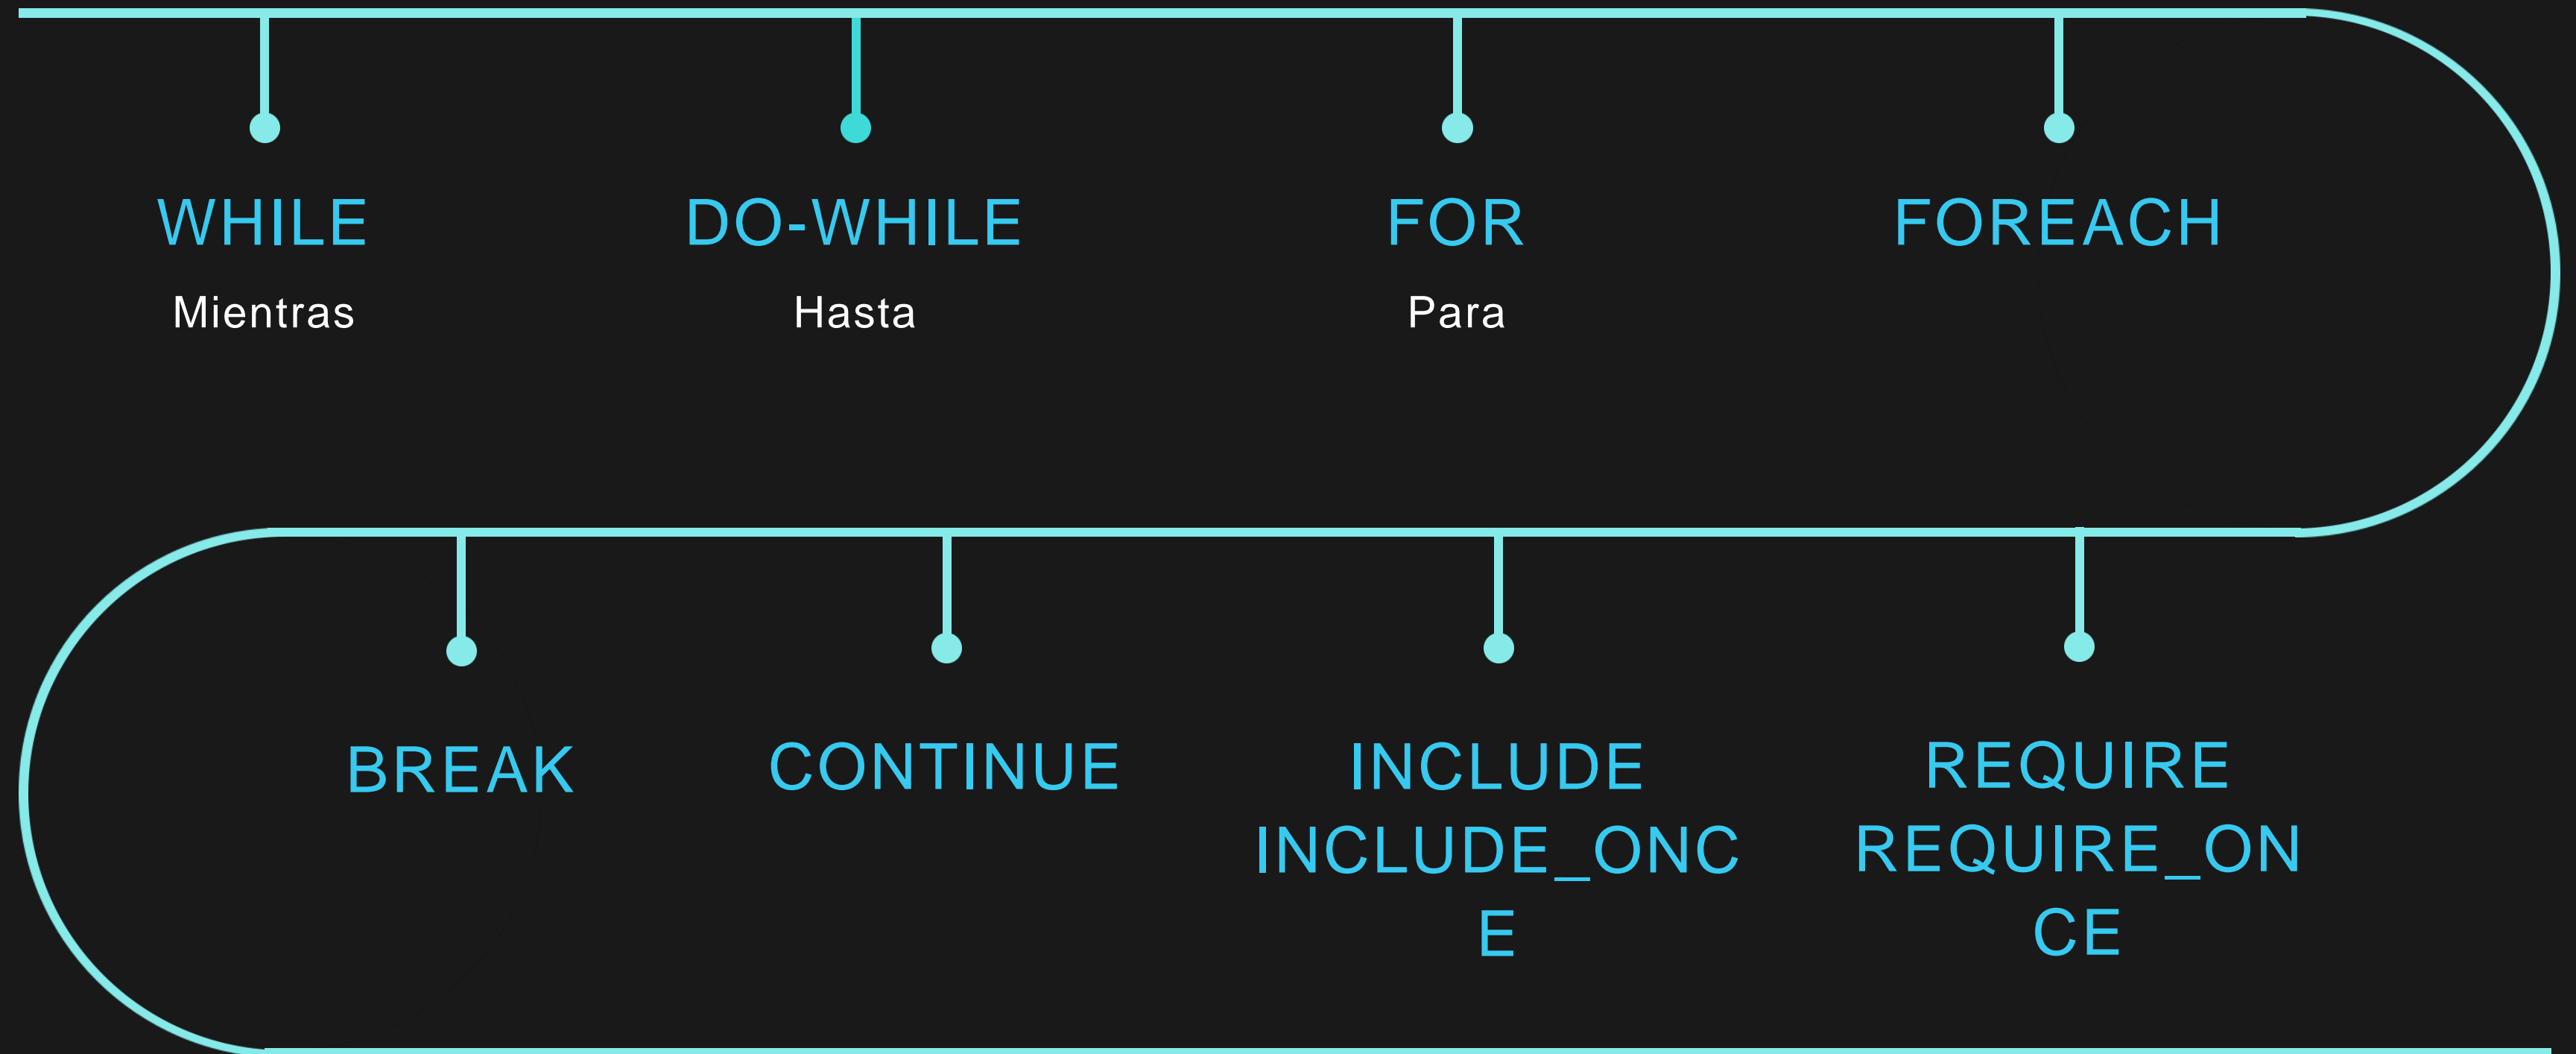 WHILE
Mientras
DO-WHILE
Hasta
FOR
Para
FOREACH
BREAK
CONTINUE
INCLUDE
INCLUDE_ONC
E
REQUIRE
REQUIRE_ON
CE